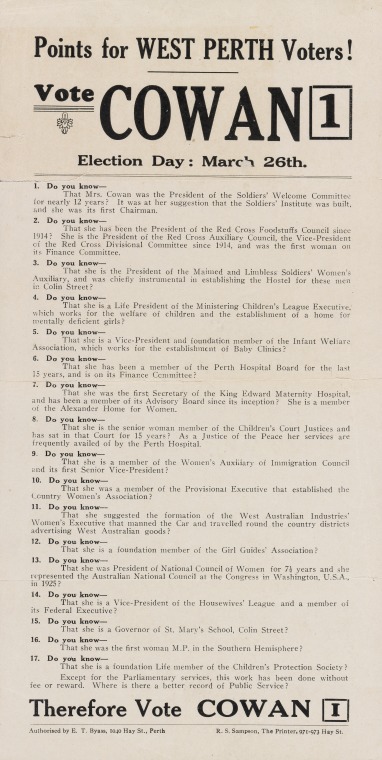 Points for WEST PERTH Voters!
Vote COWAN 1
Election Day: March 26th.
1. Do you know—
That Mrs. Cowan was the President of the Soldiers' Welcome Committee
for nearly 12 years? It was at her suggestion that the Soldiers' Institute was built,
and she was its first Chairman.
2. Do you know—
That she has been the President of the Red Cross Foodstuffs Council since
1914? She is the President of the Red Cross Auxiliary Council, the Vice-President
of the Red Cross Divisional Committee since 1914, and was the first woman on
its Finance Committee.
3. Do you know—
That she is the President of the Maimed and Limbless Soldiers' Women's
Auxiliary, and was chiefly instrumental in establishing the Hostel for these men
in Colin Street?
4. Do you know—
That she is a Life President of the Ministering Children's League Executive,
which works for the welfare of children and the establishment of a home for
mentally deficient girls?
5. Do you know—
That she is a Vice-President and foundation member of the Infant Welfare
Association, which works for the establishment of Baby Clinics?
6. Do you know—
That she has been a member of the Perth Hospital Board for the last
15 years, and is on its Finance Committee?
7. Do you know—
That she was the first Secretary of the King Edward Maternity Hospital,
and has been a member of its Advisory Board since its inception? She is a member
of the Alexander Home for Women.
8. Do you know—
That she is the senior woman member of the Children's Court Justices and
has sat in that Court for 15 years? As a Justice of the Peace her services are
frequently availed of by the Perth Hospital.
9. Do you know—
That she is a member of the Women's Auxiliary of Immigration Council
and its first Senior Vice-President?
10. Do you know—
That she was a member of the Provisional Executive that established the
Country Women's Association?
11. Do you know—
That she suggested the formation of the West Australian Industries'
Women's Executive that manned the Car and travelled round the country districts
advertising West Australian goods?
12. Do you know—
That she is a foundation member of the Girl Guides' Association?
13. Do you know—
That she was President of National Council of Women for 7½ years and she
represented the Australian National Council at the Congress in Washington, U.S.A.,
in 1925?
14. Do you know—
That she is a Vice-President of the Housewives' League and a member of
its Federal Executive?
15. Do you know—
That she is a Governor of St. Mary's School, Colin Street?
16. Do you know—
That she was the first woman M.P. in the Southern Hemisphere?
17. Do you know—
That she is a foundation Life member of the Children's Protection Society?
Except for the Parliamentary services, this work has been done without
fee or reward. Where is there a better record of Public Service?
Therefore Vote COWAN 1
Authorised by E. T. Byass, 1040 Hay St., Perth
R. S. Sampson, The Printer, 971-973 Hay St.